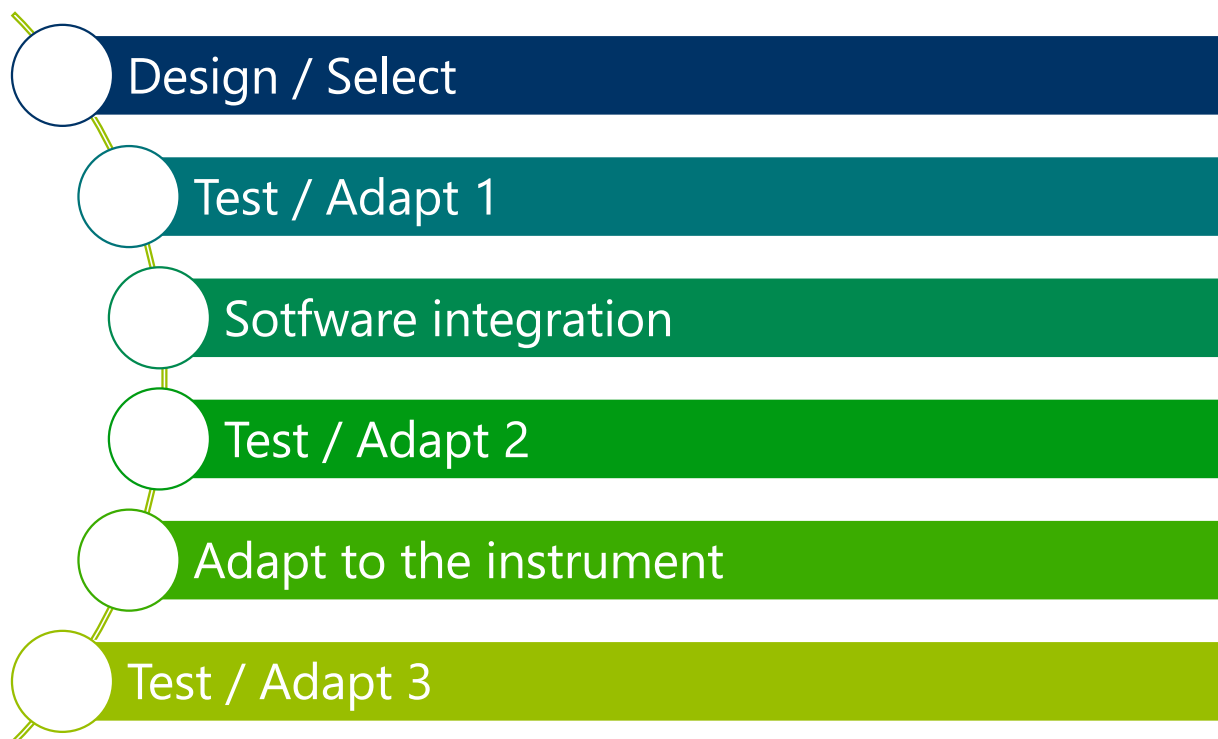 Design / Select
Test / Adapt 1
Sotfware integration
Test / Adapt 2
Adapt to the instrument
Test / Adapt 3